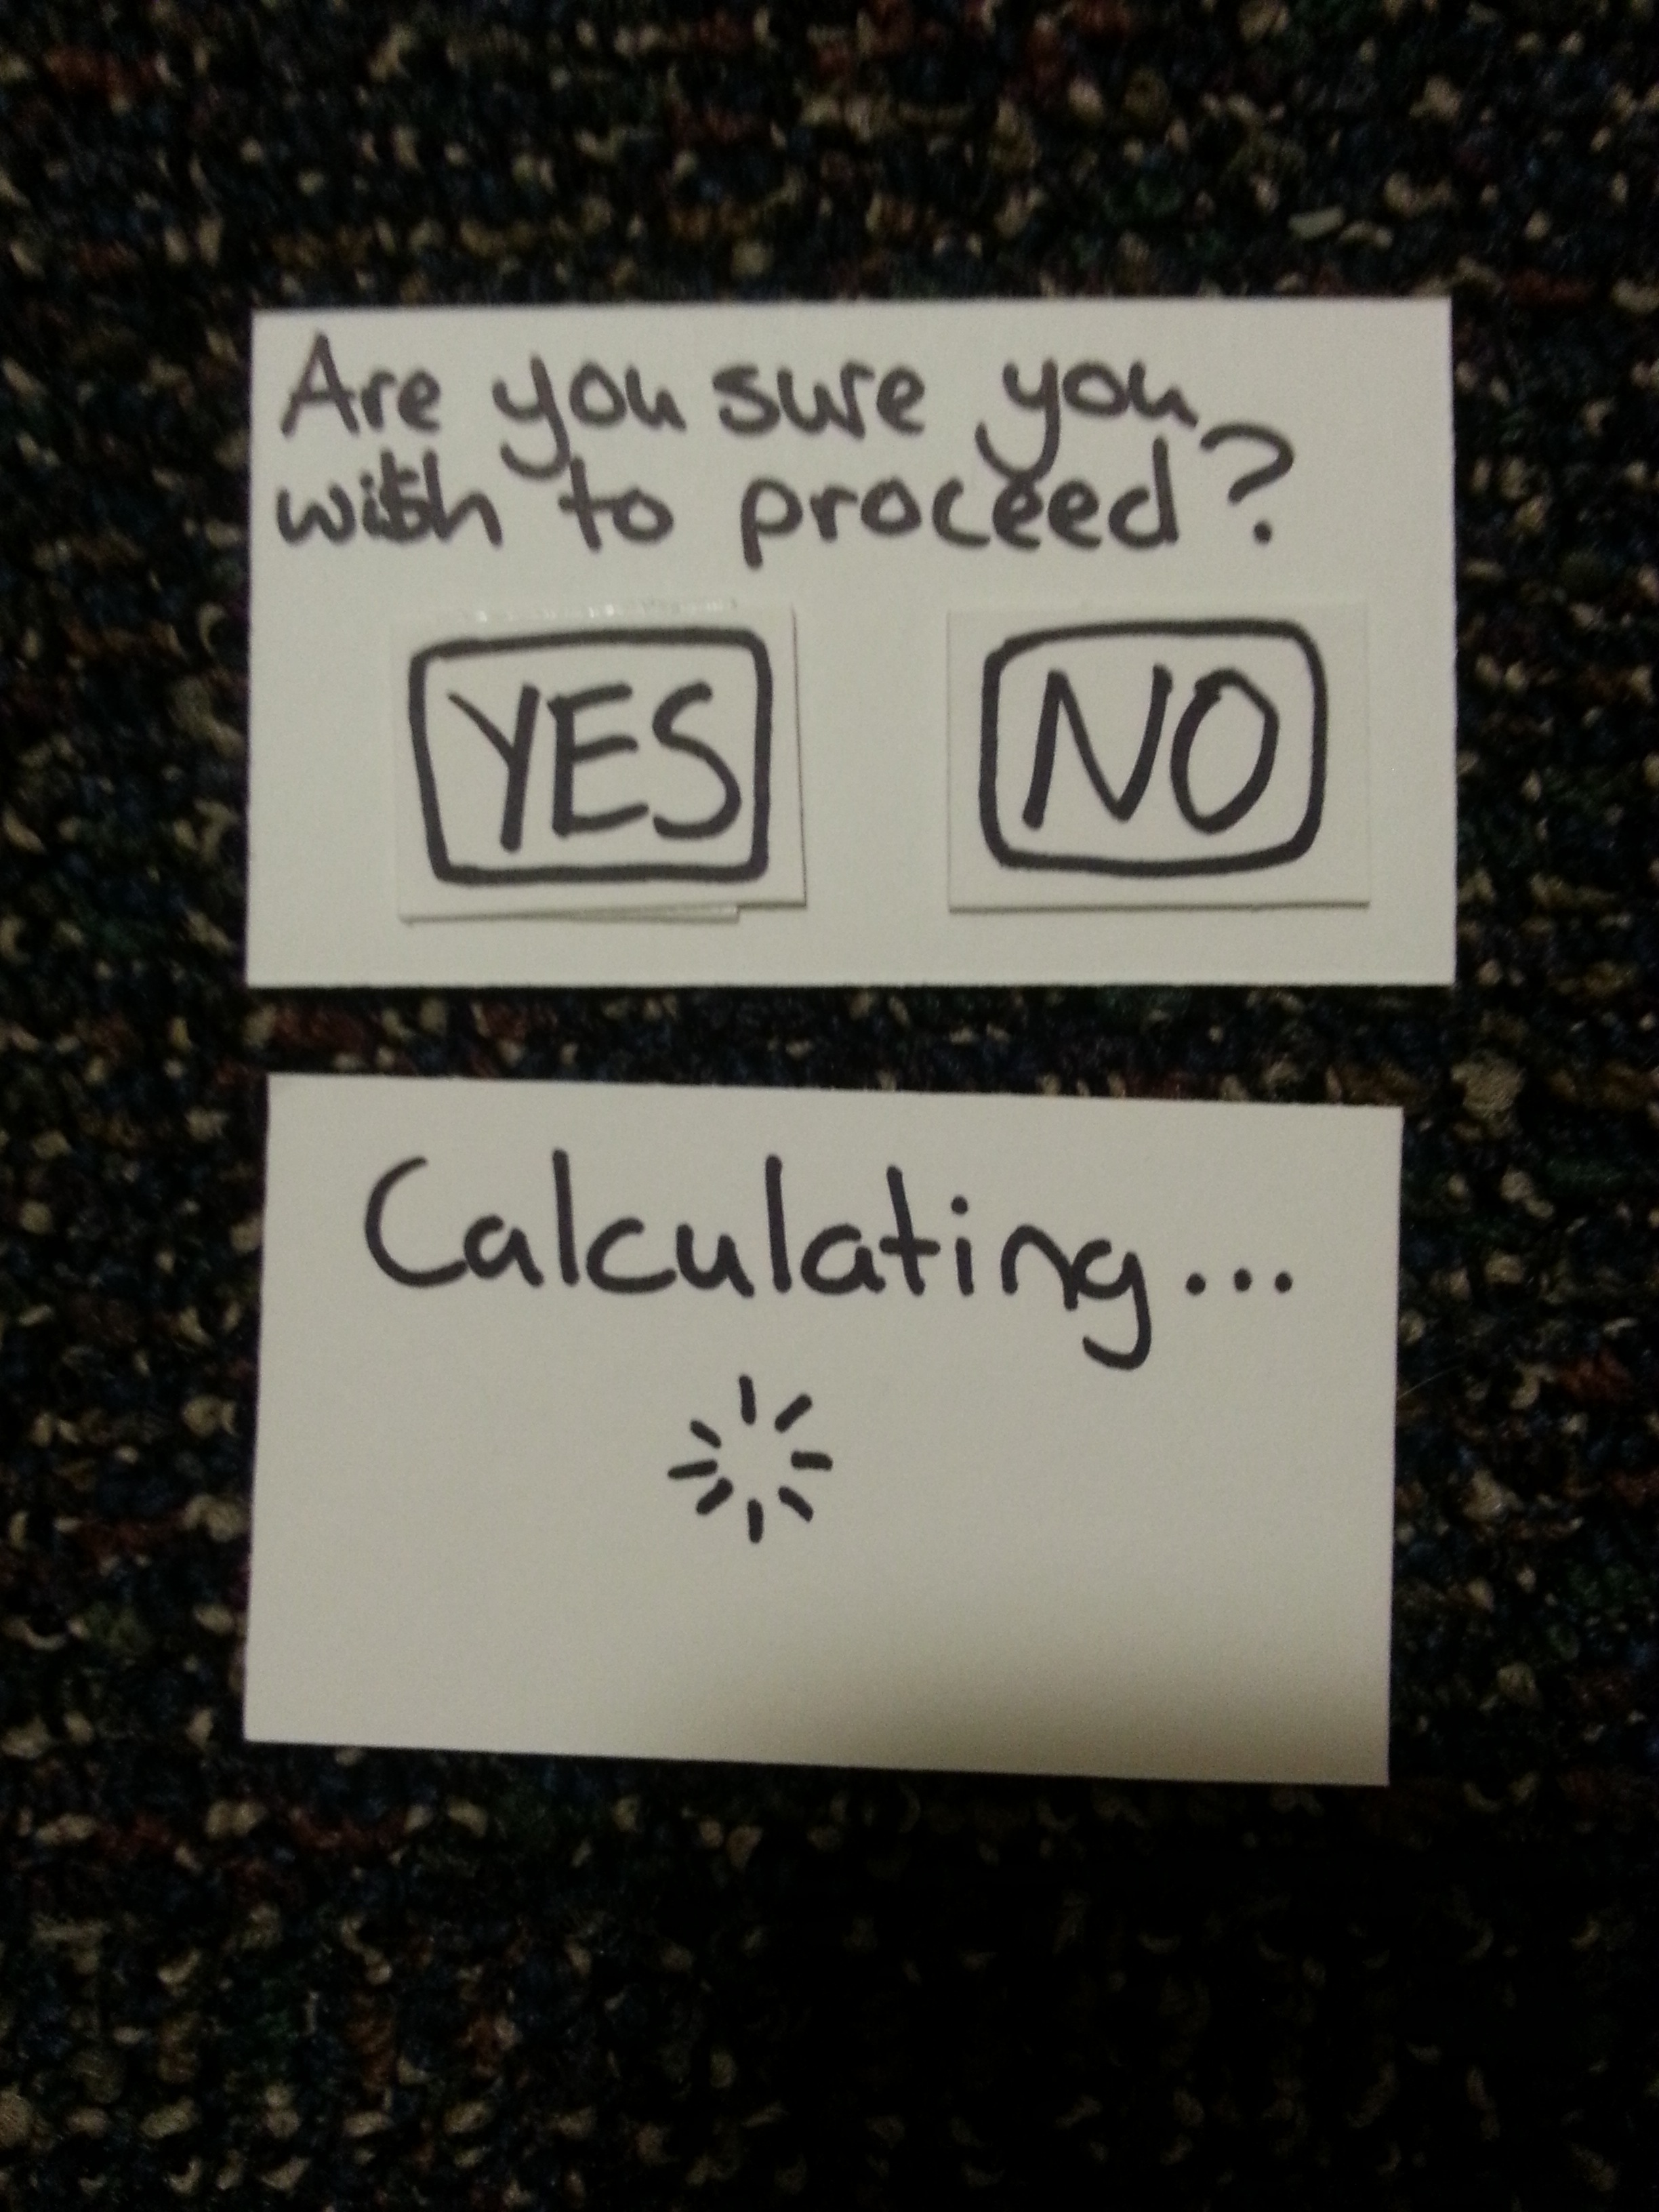 Are you sure you
wish to proceed?
YES NO
Calculating...